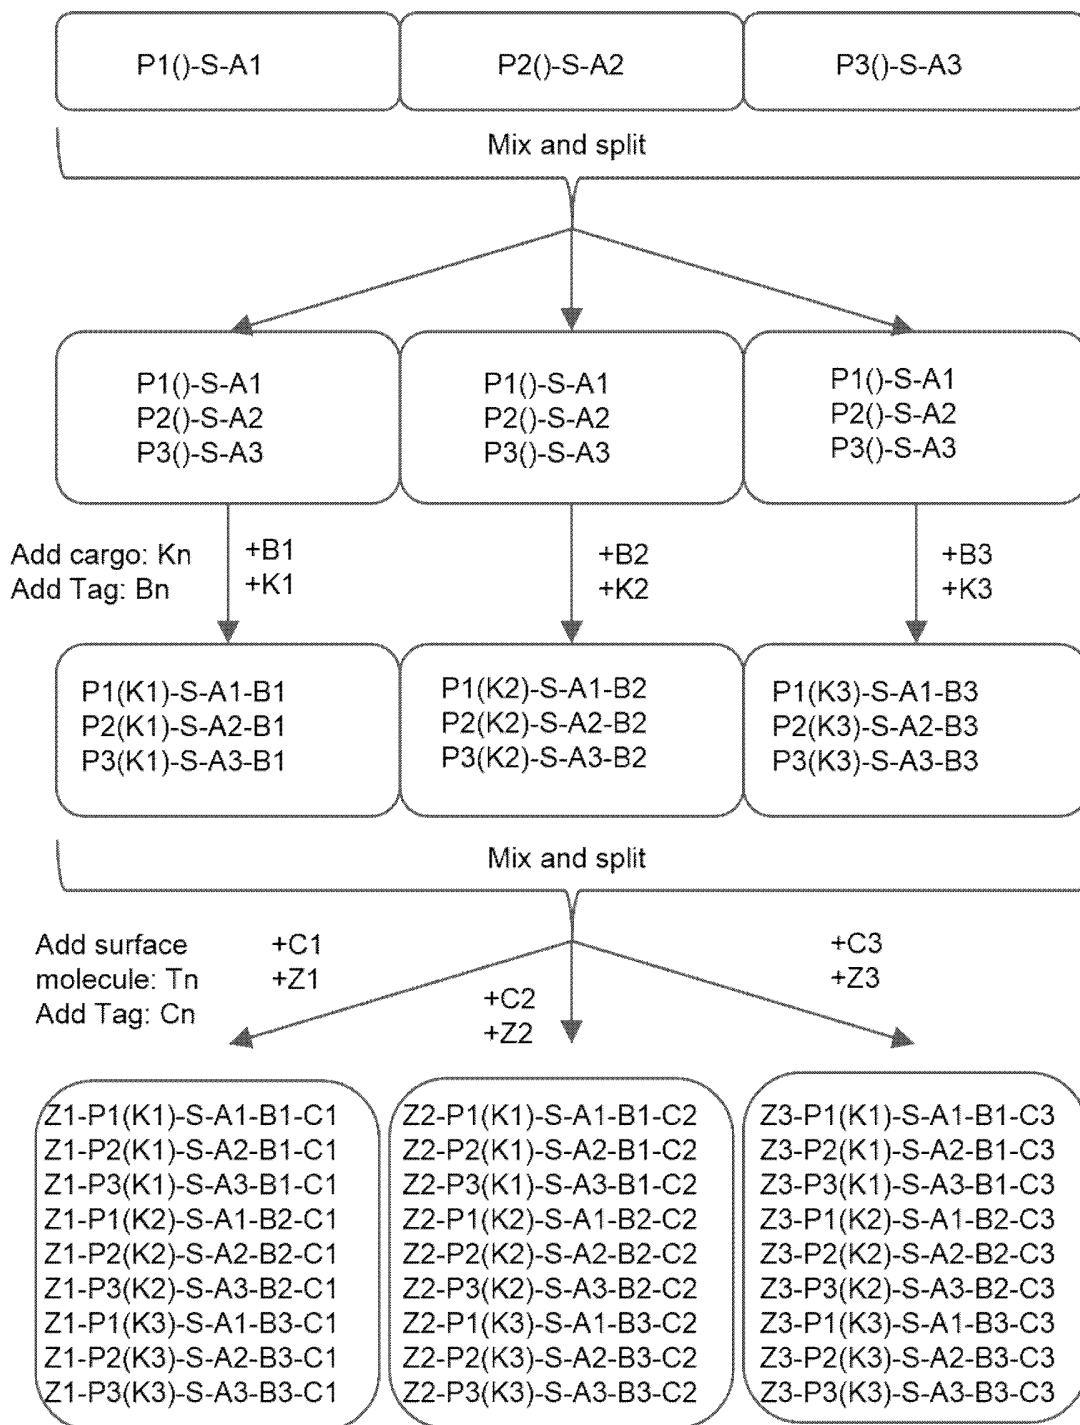 P1()-S-A1
P2()-S-A2
P3()-S-A3
Mix and split
P1()-S-A1
P2()-S-A2
P3()-S-A3
P1()-S-A1
P2()-S-A2
P3()-S-A3
P1()-S-A1
P2()-S-A2
P3()-S-A3
Add cargo: Kn
Add Tag: Bn
+B1
+K1
+B2
+K2
+B3
+K3
P1(K1)-S-A1-B1
P2(K1)-S-A2-B1
P3(K1)-S-A3-B1
P1(K2)-S-A1-B2
P2(K2)-S-A2-B2
P3(K2)-S-A3-B2
P1(K3)-S-A1-B3
P2(K3)-S-A2-B3
P3(K3)-S-A3-B3
Mix and split
Add surface
molecule: Tn
Add Tag: Cn
+C1
+Z1
+C2
+Z2
+C3
+Z3
Z1-P1(K1)-S-A1-B1-C1
Z1-P2(K1)-S-A2-B1-C1
Z1-P3(K1)-S-A3-B1-C1
Z1-P1(K2)-S-A1-B2-C1
Z1-P2(K2)-S-A2-B2-C1
Z1-P3(K2)-S-A3-B2-C1
Z1-P1(K3)-S-A1-B3-C1
Z1-P2(K3)-S-A2-B3-C1
Z1-P3(K3)-S-A3-B3-C1
Z2-P1(K1)-S-A1-B1-C2
Z2-P2(K1)-S-A2-B1-C2
Z2-P3(K1)-S-A3-B1-C2
Z2-P1(K2)-S-A1-B2-C2
Z2-P2(K2)-S-A2-B2-C2
Z2-P3(K2)-S-A3-B2-C2
Z2-P1(K3)-S-A1-B3-C2
Z2-P2(K3)-S-A2-B3-C2
Z2-P3(K3)-S-A3-B3-C2
Z3-P1(K1)-S-A1-B1-C3
Z3-P2(K1)-S-A2-B1-C3
Z3-P3(K1)-S-A3-B1-C3
Z3-P1(K2)-S-A1-B2-C3
Z3-P2(K2)-S-A2-B2-C3
Z3-P3(K2)-S-A3-B2-C3
Z3-P1(K3)-S-A1-B3-C3
Z3-P2(K3)-S-A2-B3-C3
Z3-P3(K3)-S-A3-B3-C3